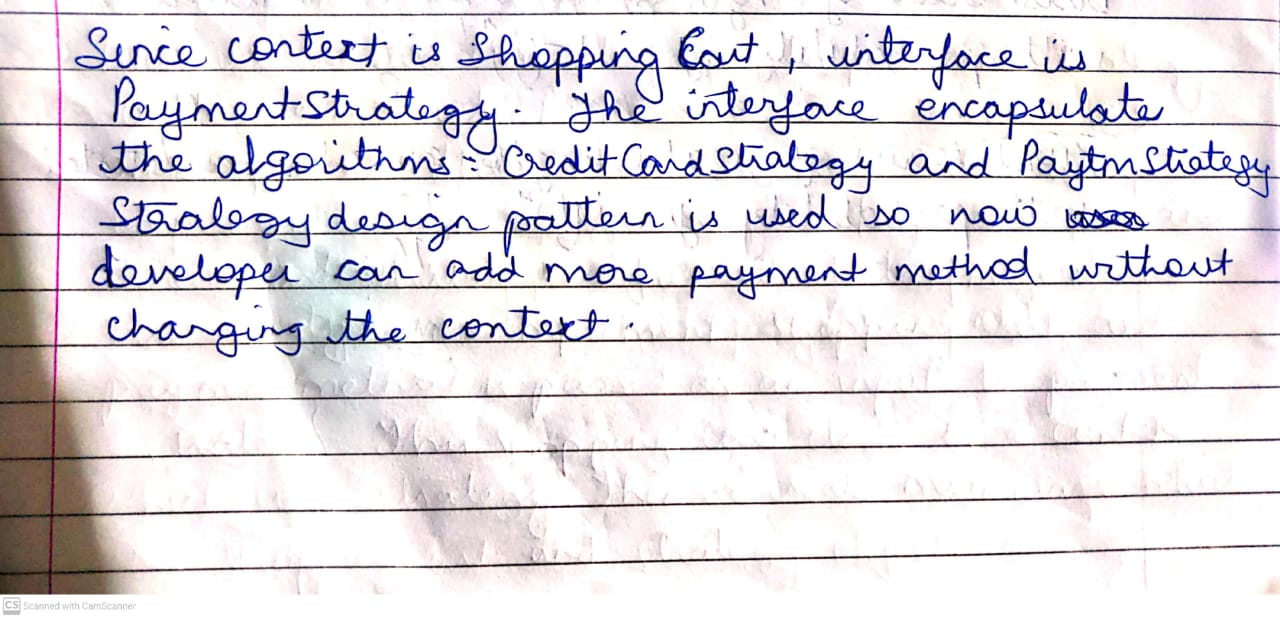 Since context is Shopping Cart, interface is
PaymentStrategy. The interface encapsulate
the algorithms:- CreditCardStrategy and PaytmStrategy
Strategy design pattern is used so now
developer can add more payment method without
changing the context.
CS Scanned with CamScanner